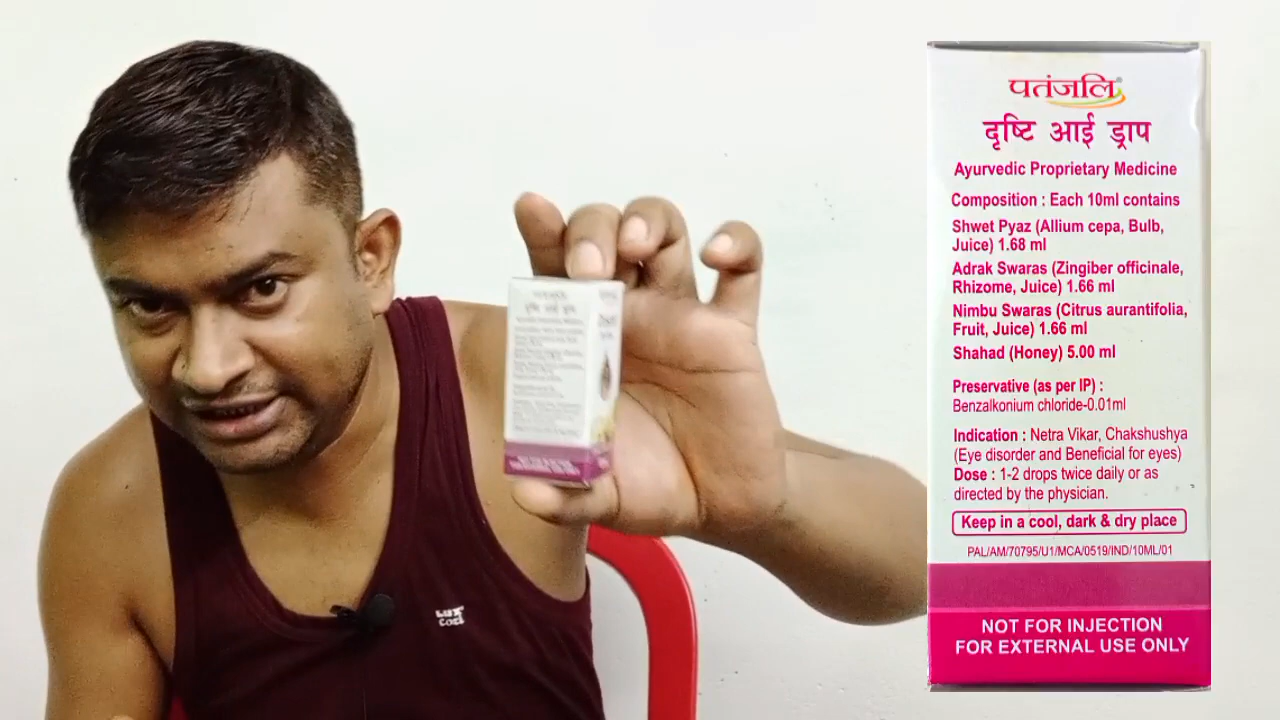 LUX
COZI
पतंजलि®
दृष्टि आई ड्राप
Ayurvedic Proprietary Medicine
Composition : Each 10ml contains
Shwet Pyaz (Allium cepa, Bulb,
Juice) 1.68 ml
Adrak Swaras (Zingiber officinale,
Rhizome, Juice) 1.66 ml
Nimbu Swaras (Citrus aurantifolia,
Fruit, Juice) 1.66 ml
Shahad (Honey) 5.00 ml
Preservative (as per IP) :
Benzalkonium chloride-0.01ml
Indication : Netra Vikar, Chakshushya
(Eye disorder and Beneficial for eyes)
Dose : 1-2 drops twice daily or as
directed by the physician.
Keep in a cool, dark & dry place
PAL/AM/70795/U1/MCA/0519/IND/10ML/01
NOT FOR INJECTION
FOR EXTERNAL USE ONLY